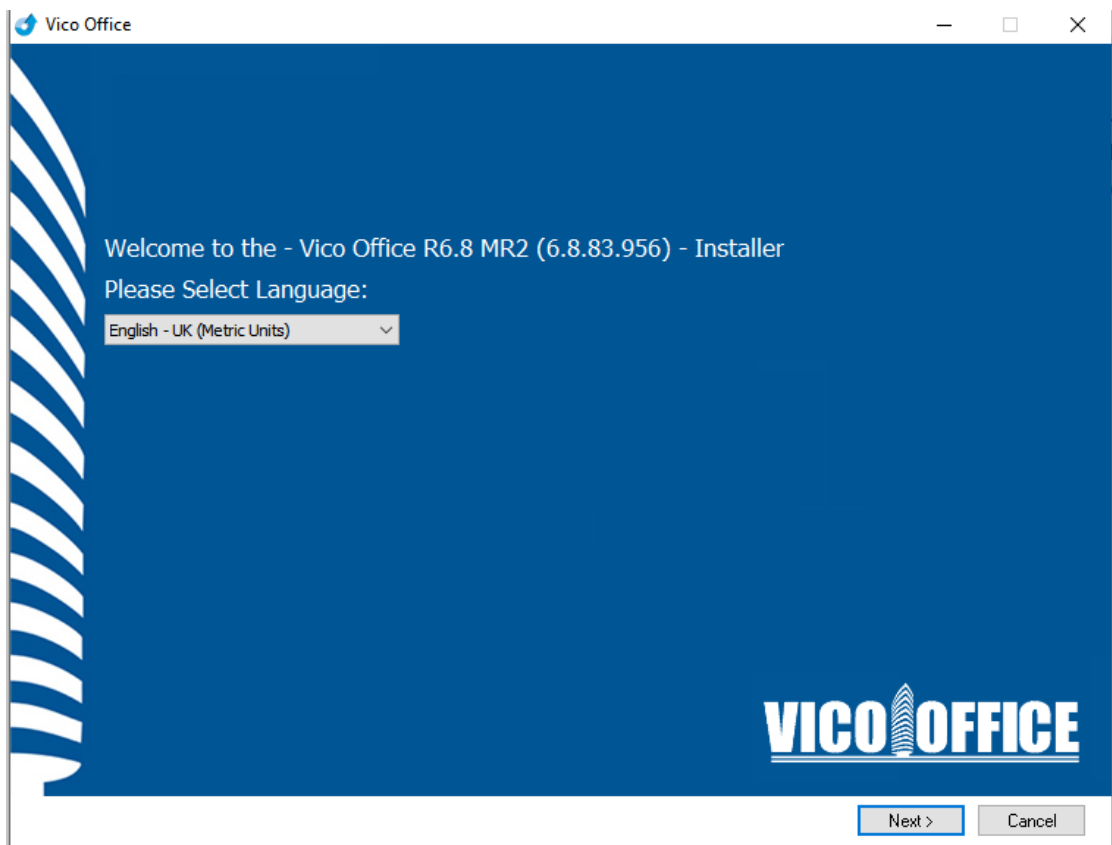 Vico Office
Welcome to the - Vico Office R6.8 MR2 (6.8.83.956) - Installer
Please Select Language:
English - UK (Metric Units)
VICO OFFICE
Next >
Cancel